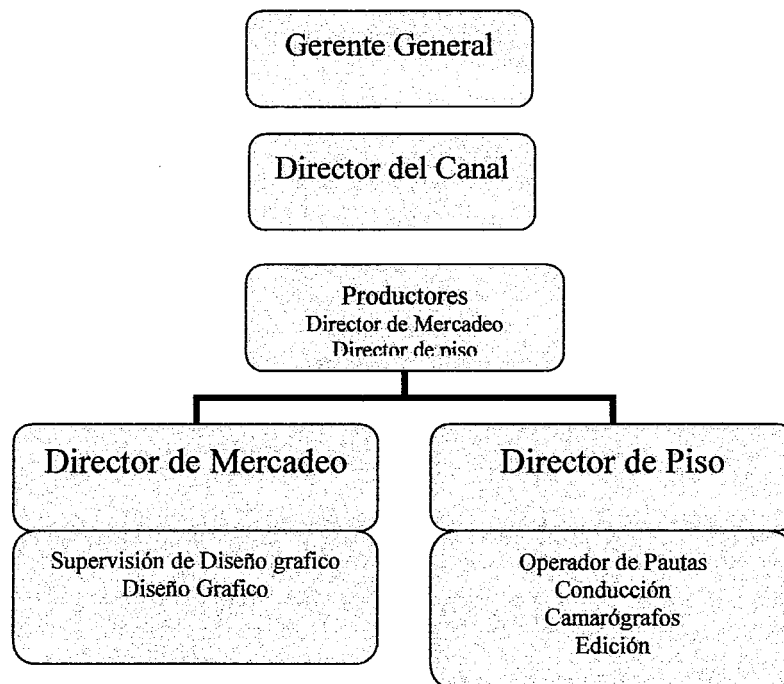 Gerente General
Director del Canal
Productores
Director de Mercadeo
Director de piso
Director de Mercadeo
Supervisión de Diseño grafico
Diseño Grafico
Director de Piso
Operador de Pautas
Conducción
Camarógrafos
Edición